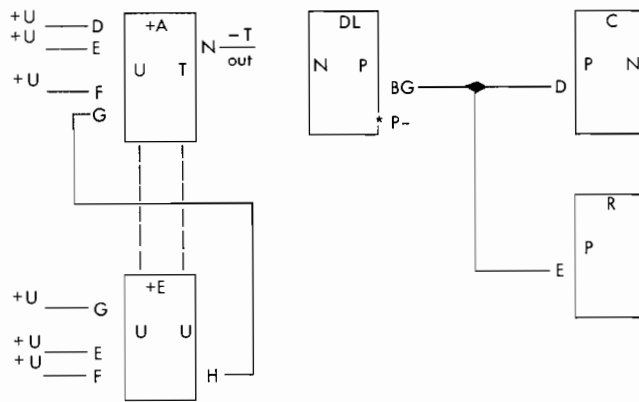 +U D
+U E
+U F
G
+A
U T
N -T
out
+E
U U
+U G
+U E
+U F
H
DL
N P
BG
* P~
D
C
P N
E
R
P